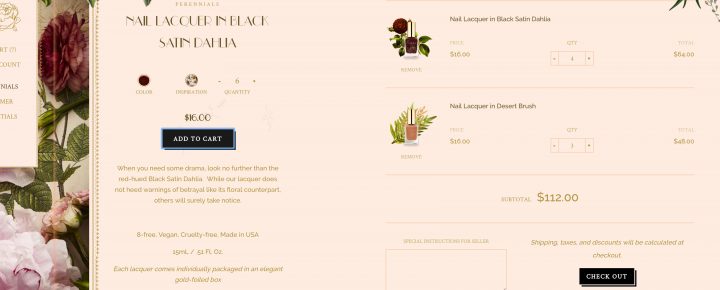 RT (7)
COUNT
NIALS
MER
TIALS
PERENNIALS
NAIL LACQUER IN BLACK
SATIN DAHLIA
- 6 +
COLOR INSPIRATION QUANTITY
$16.00
ADD TO CART
When you need some drama, look no further than the
red-hued Black Satin Dahlia. While our lacquer does
not heed warnings of betrayal like its floral counterpart,
others will surely take notice.
8-free. Vegan. Cruelty-free. Made in USA
15mL / .51 Fl. Oz.
Each lacquer comes individually packaged in an elegant
gold-foiled box
Nail Lacquer in Black Satin Dahlia
PRICE QTY TOTAL
$16.00 - 4 + $64.00
REMOVE
Nail Lacquer in Desert Brush
PRICE QTY TOTAL
$16.00 - 3 + $48.00
REMOVE
SUBTOTAL $112.00
SPECIAL INSTRUCTIONS FOR SELLER
Shipping, taxes, and discounts will be calculated at
checkout.
CHECK OUT